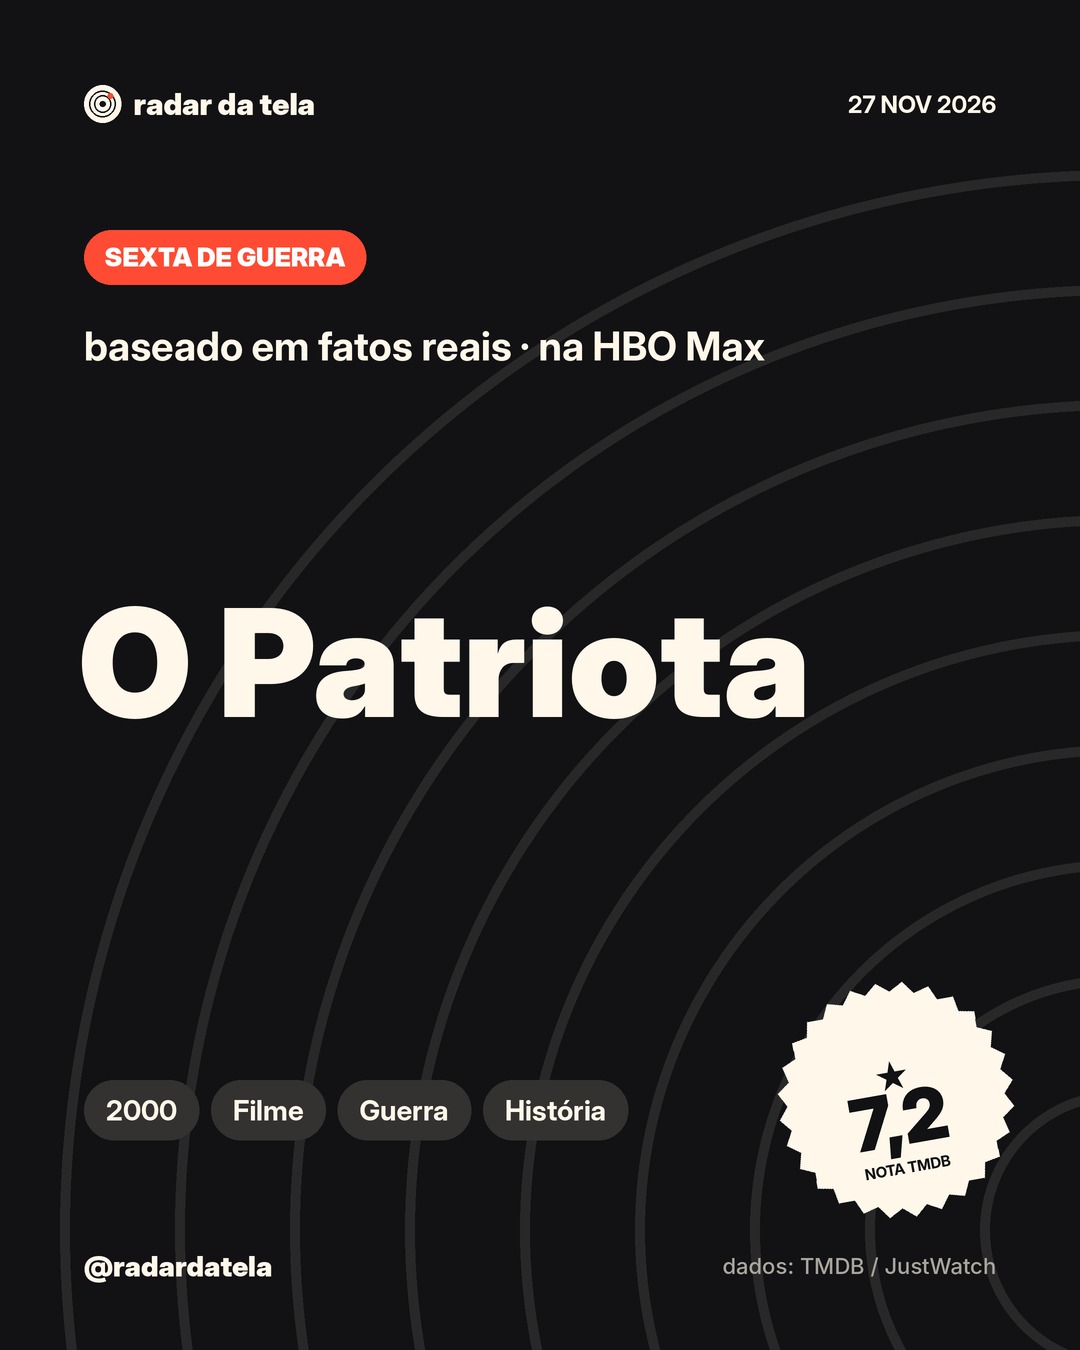 radar da tela
27 NOV 2026
SEXTA DE GUERRA
baseado em fatos reais · na HBO Max
O Patriota
2000
Filme
Guerra
História
★
7,2
NOTA TMDB
@radardatela
dados: TMDB / JustWatch